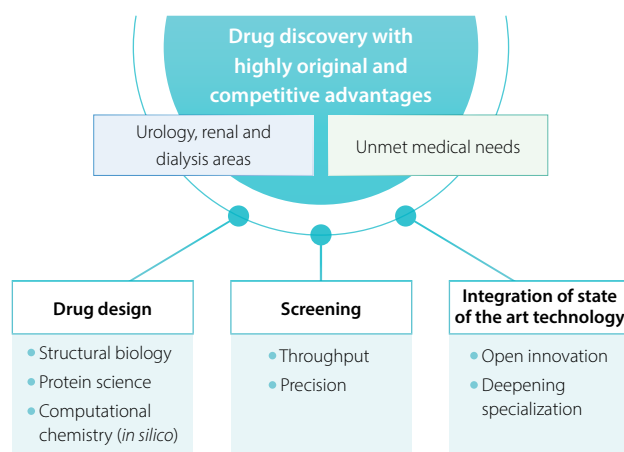 Drug discovery with
highly original and
competitive advantages
Urology, renal and
dialysis areas
Unmet medical needs
Drug design
Structural biology
Protein science
Computational
chemistry (in silico)
Screening
Throughput
Precision
Integration of state
of the art technology
Open innovation
Deepening
specialization